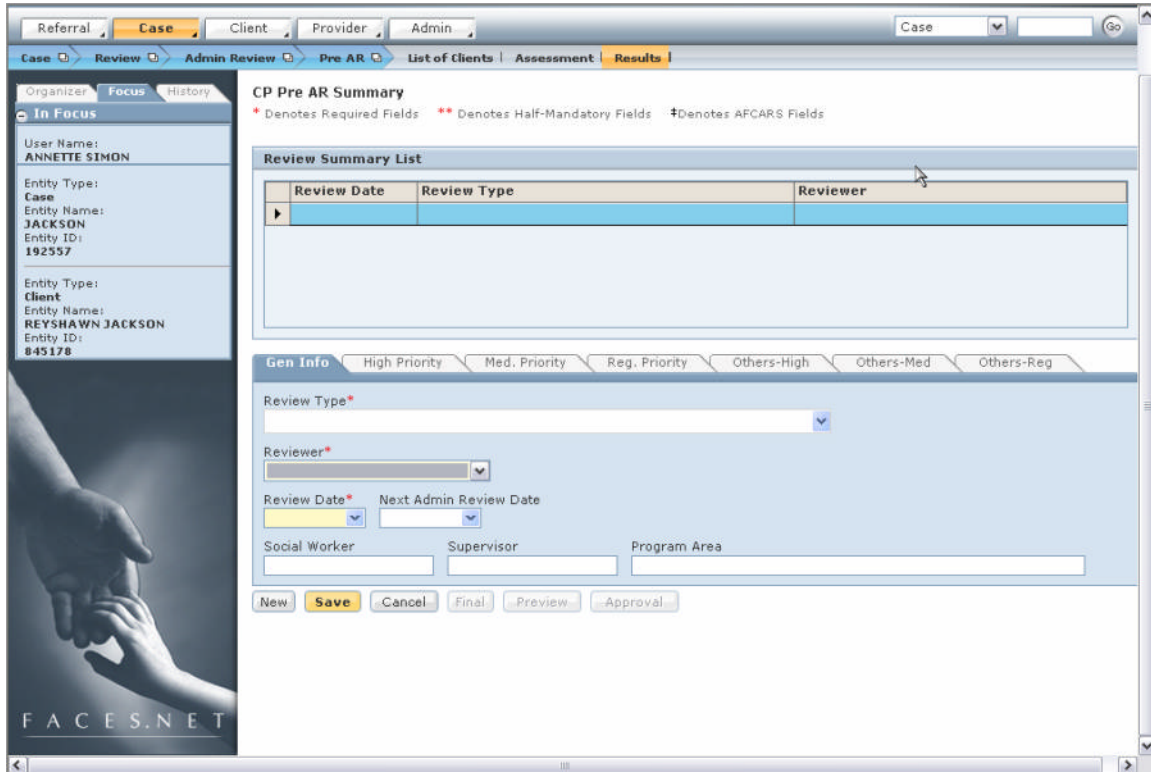 Referral Case Client Provider Admin Case Go
Case Review Admin Review Pre AR List of Clients Assessment Results
Organizer Focus History
In Focus
User Name:
ANNETTE SIMON
Entity Type:
Case
Entity Name:
JACKSON
Entity ID:
192557
Entity Type:
Client
Entity Name:
REYSHAWN JACKSON
Entity ID:
845178
FACES.NET
CP Pre AR Summary
* Denotes Required Fields ** Denotes Half-Mandatory Fields ‡Denotes AFCARS Fields
Review Summary List
Review Date Review Type Reviewer
Gen Info High Priority Med. Priority Reg. Priority Others-High Others-Med Others-Reg
Review Type*
Reviewer*
Review Date* Next Admin Review Date
Social Worker Supervisor Program Area
New Save Cancel Final Preview Approval